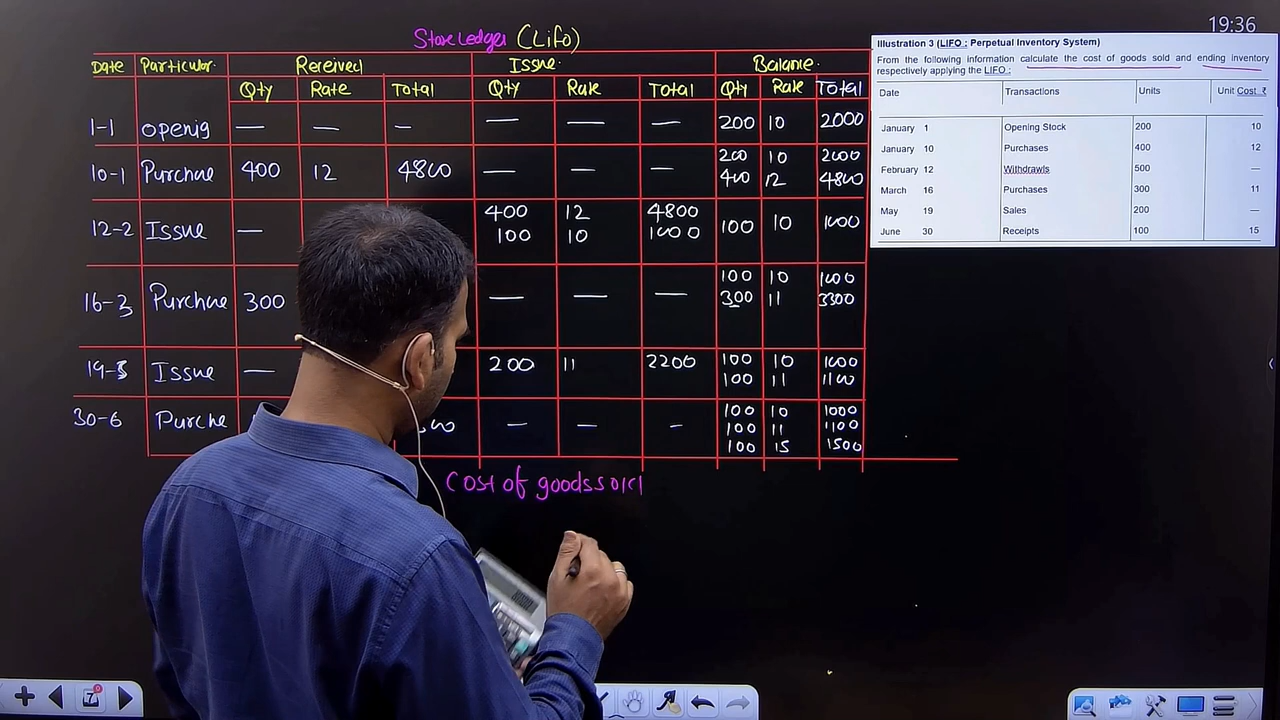 19:36
Store Ledger (Lifo)
Date Particular Received Issue Balance
Qty Rate Total Qty Rate Total Qty Rate Total
1-1 openig — — — — — — 200 10 2000
10-1 Purchae 400 12 4800 — — — 200 10 2000
400 12 4800
12-2 Issue — 400 12 4800 100 10 1000
100 10 1000
16-3 Purchae 300 — — — 100 10 1000
300 11 3300
19-5 Issue — 200 11 2200 100 10 1000
100 11 1100
30-6 Purche — — — 100 10 1000
100 11 1100
100 15 1500
Cost of goods sold
Illustration 3 (LIFO : Perpetual Inventory System)
From the following information calculate the cost of goods sold and ending inventory
respectively applying the LIFO :
Date Transactions Units Unit Cost ₹
January 1 Opening Stock 200 10
January 10 Purchases 400 12
February 12 Withdrawls 500 —
March 16 Purchases 300 11
May 19 Sales 200 —
June 30 Receipts 100 15
7